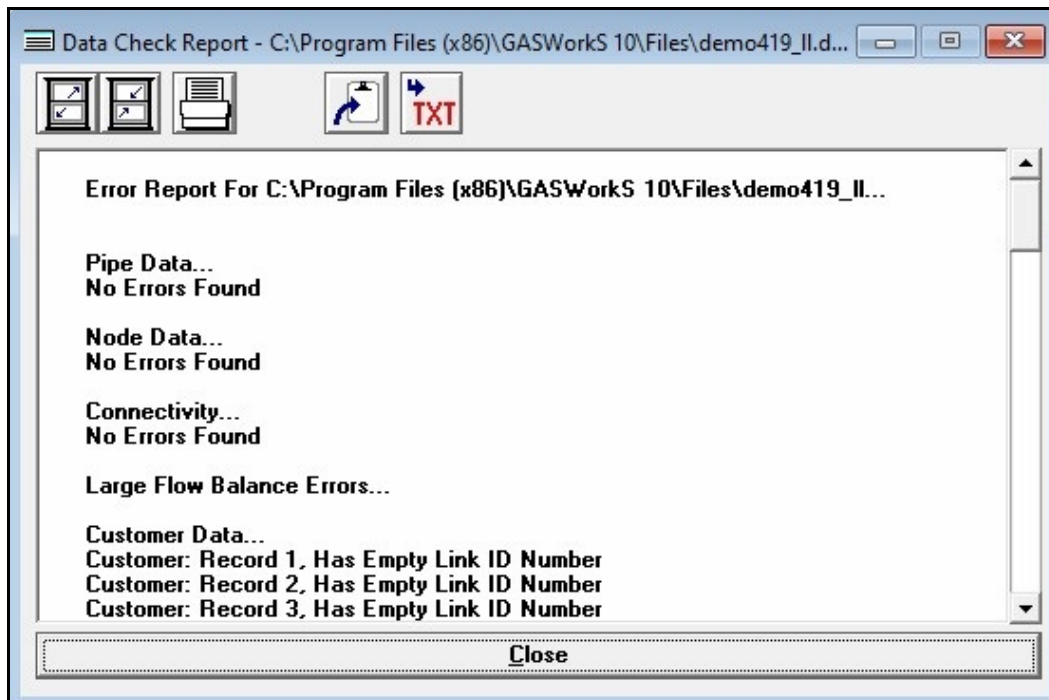 Data Check Report - C:\Program Files (x86)\GASWorkS 10\Files\demo419_II.d...
TXT
Error Report For C:\Program Files (x86)\GASWorkS 10\Files\demo419_II...
Pipe Data...
No Errors Found
Node Data...
No Errors Found
Connectivity...
No Errors Found
Large Flow Balance Errors...
Customer Data...
Customer: Record 1, Has Empty Link ID Number
Customer: Record 2, Has Empty Link ID Number
Customer: Record 3, Has Empty Link ID Number
Close